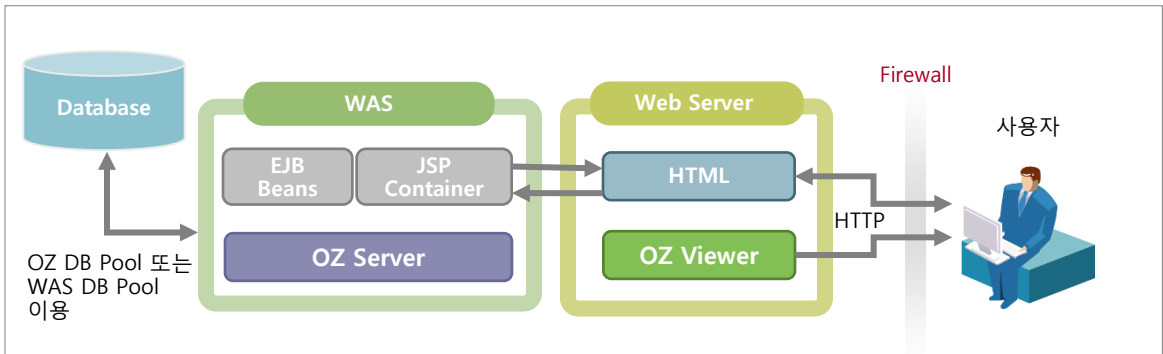 Database
OZ DB Pool 또는
WAS DB Pool
이용
WAS
EJB
Beans
JSP
Container
OZ Server
Web Server
HTML
OZ Viewer
Firewall
HTTP
사용자